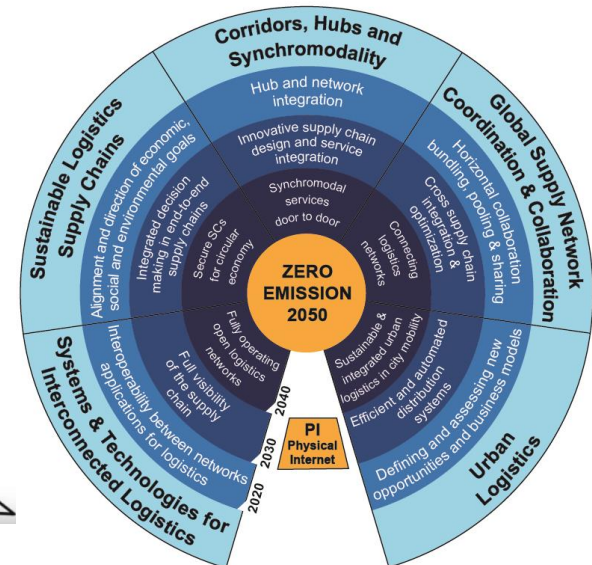 Corridors, Hubs and
Synchromodality
Hub and network
integration
Innovative supply chain
design and service
integration
Synchromodal
services
door to door
Global Supply Network
Coordination & Collaboration
Horizontal collaboration
bundling, pooling & sharing
Cross supply chain
integration &
optimization
Connecting
logistics
networks
Urban
Logistics
Defining and assessing new
opportunities and business models
Efficient and automated
distribution
systems
Sustainable &
integrated urban
logistics in city mobility
Systems & Technologies for
Interconnected Logistics
Interoperability between networks
applications for logistics
Full visibility
of the supply
chain
Fully operating
open logistics
networks
Sustainable Logistics
Supply Chains
Alignment and direction of economic,
social and environmental goals
Integrated decision
making in end-to-end
supply chains
Secure SCs
for circular
economy
ZERO
EMISSION
2050
2040
2030
2020
PI
Physical
Internet